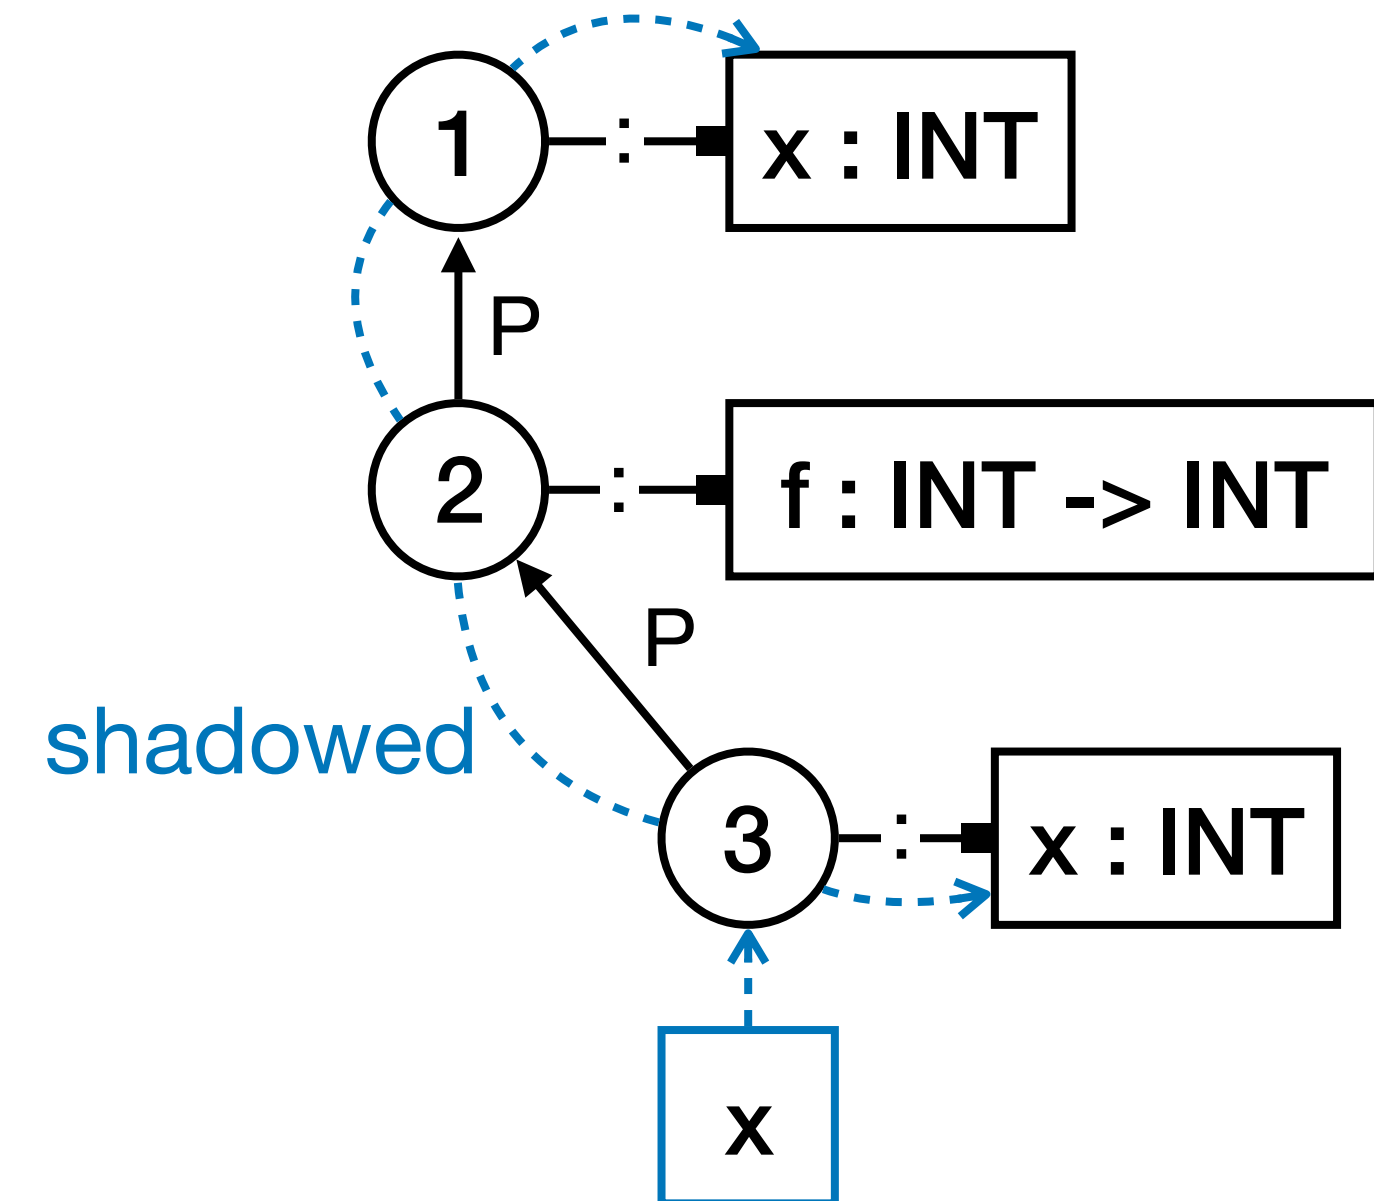 1 : x : INT
P
2 : f : INT -> INT
P
shadowed
3 : x : INT
x